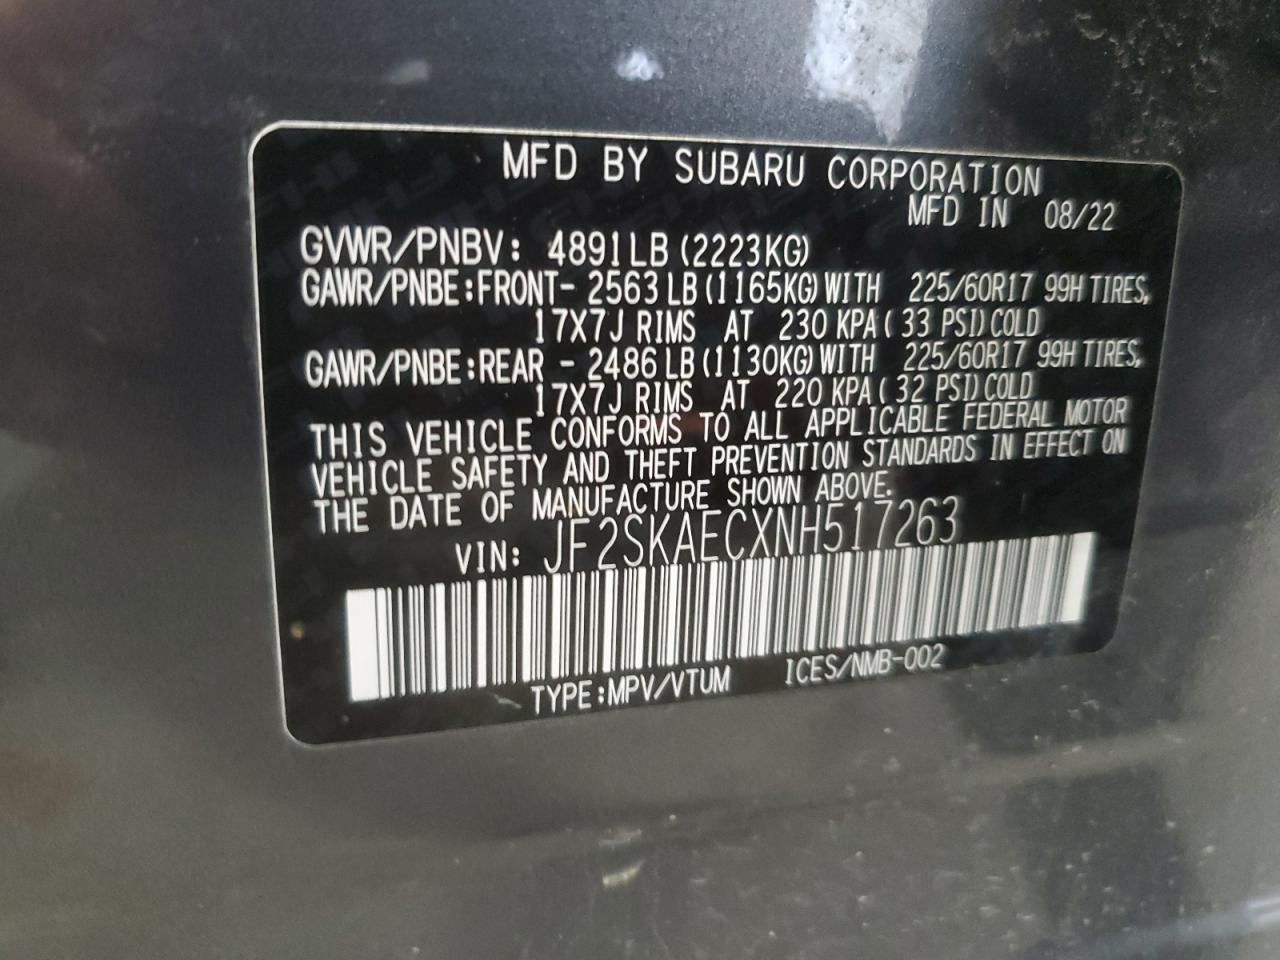 MFD BY SUBARU CORPORATION
MFD IN 08/22
GVWR/PNBV: 4891LB (2223KG)
GAWR/PNBE:FRONT- 2563 LB (1165KG) WITH 225/60R17 99H TIRES,
17X7J RIMS AT 230 KPA( 33 PSI) COLD
GAWR/PNBE:REAR - 2486 LB (1130KG) WITH 225/60R17 99H TIRES,
17X7J RIMS AT 220 KPA( 32 PSI) COLD
THIS VEHICLE CONFORMS TO ALL APPLICABLE FEDERAL MOTOR
VEHICLE SAFETY AND THEFT PREVENTION STANDARDS IN EFFECT ON
THE DATE OF MANUFACTURE SHOWN ABOVE.
VIN: JF2SKAECXNH517263
TYPE:MPV/VTUM ICES/NMB-002